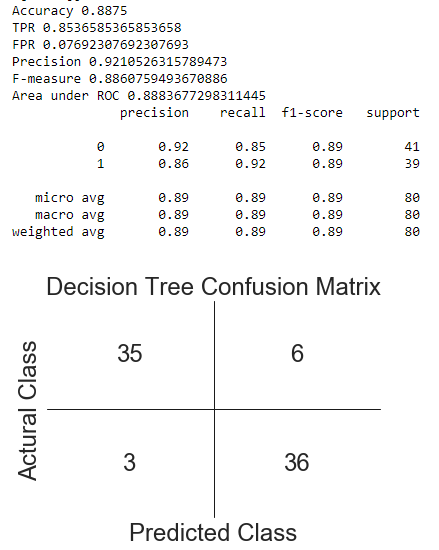 Accuracy 0.8875
TPR 0.8536585365853658
FPR 0.07692307692307693
Precision 0.9210526315789473
F-measure 0.8860759493670886
Area under ROC 0.8883677298311445
precision recall f1-score support
0 0.92 0.85 0.89 41
1 0.86 0.92 0.89 39
micro avg 0.89 0.89 0.89 80
macro avg 0.89 0.89 0.89 80
weighted avg 0.89 0.89 0.89 80
Decision Tree Confusion Matrix
Actural Class
35 6
3 36
Predicted Class